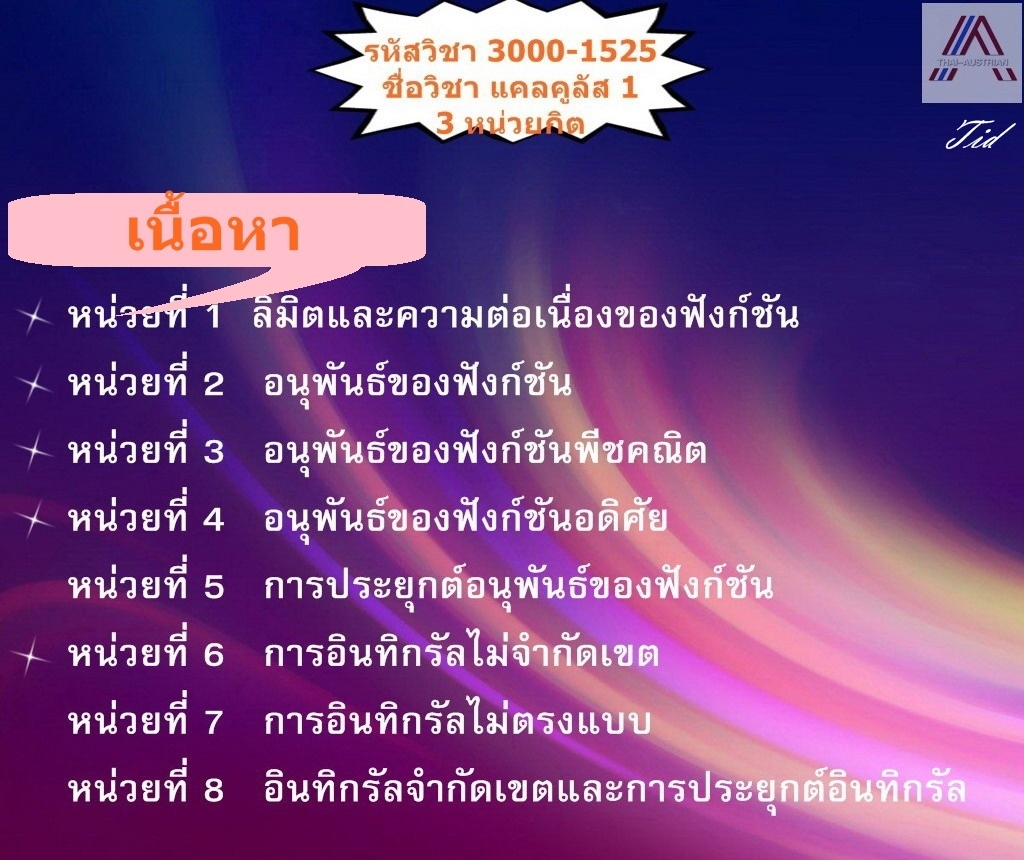 รหัสวิชา 3000-1525
ชื่อวิชา แคลคูลัส 1
3 หน่วยกิต
THAI-AUSTRIAN
Tid
เนื้อหา
หน่วยที่ 1 ลิมิตและความต่อเนื่องของฟังก์ชัน
หน่วยที่ 2 อนุพันธ์ของฟังก์ชัน
หน่วยที่ 3 อนุพันธ์ของฟังก์ชันพีชคณิต
หน่วยที่ 4 อนุพันธ์ของฟังก์ชันอดิศัย
หน่วยที่ 5 การประยุกต์อนุพันธ์ของฟังก์ชัน
หน่วยที่ 6 การอินทิกรัลไม่จำกัดเขต
หน่วยที่ 7 การอินทิกรัลไม่ตรงแบบ
หน่วยที่ 8 อินทิกรัลจำกัดเขตและการประยุกต์อินทิกรัล